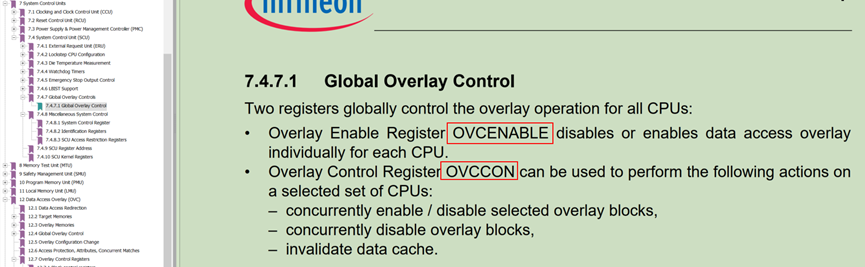 7 System Control Units
7.1 Clocking and Clock Control Unit (CCU)
7.2 Reset Control Unit (RCU)
7.3 Power Supply & Power Management Controller (PMC)
7.4 System Control Unit (SCU)
7.4.1 External Request Unit (ERU)
7.4.2 Lockstep CPU Configuration
7.4.3 Die Temperature Measurement
7.4.4 Watchdog Timers
7.4.5 Emergency Stop Output Control
7.4.6 LBIST Support
7.4.7 Global Overlay Controls
7.4.7.1 Global Overlay Control
7.4.8 Miscellaneous System Control
7.4.8.1 System Control Register
7.4.8.2 Identification Registers
7.4.8.3 SCU Access Restriction Registers
7.4.9 SCU Register Address
7.4.10 SCU Kernel Registers
8 Memory Test Unit (MTU)
9 Safety Management Unit (SMU)
10 Program Memory Unit (PMU)
11 Local Memory Unit (LMU)
12 Data Access Overlay (OVC)
12.1 Data Access Redirection
12.2 Target Memories
12.3 Overlay Memories
12.4 Global Overlay Control
12.5 Overlay Configuration Change
12.6 Access Protection, Attributes, Concurrent Matches
12.7 Overlay Control Registers
Infineon
7.4.7.1 Global Overlay Control
Two registers globally control the overlay operation for all CPUs:
• Overlay Enable Register OVCENABLE disables or enables data access overlay
individually for each CPU.
• Overlay Control Register OVCCON can be used to perform the following actions on
a selected set of CPUs:
– concurrently enable / disable selected overlay blocks,
– concurrently disable overlay blocks,
– invalidate data cache.